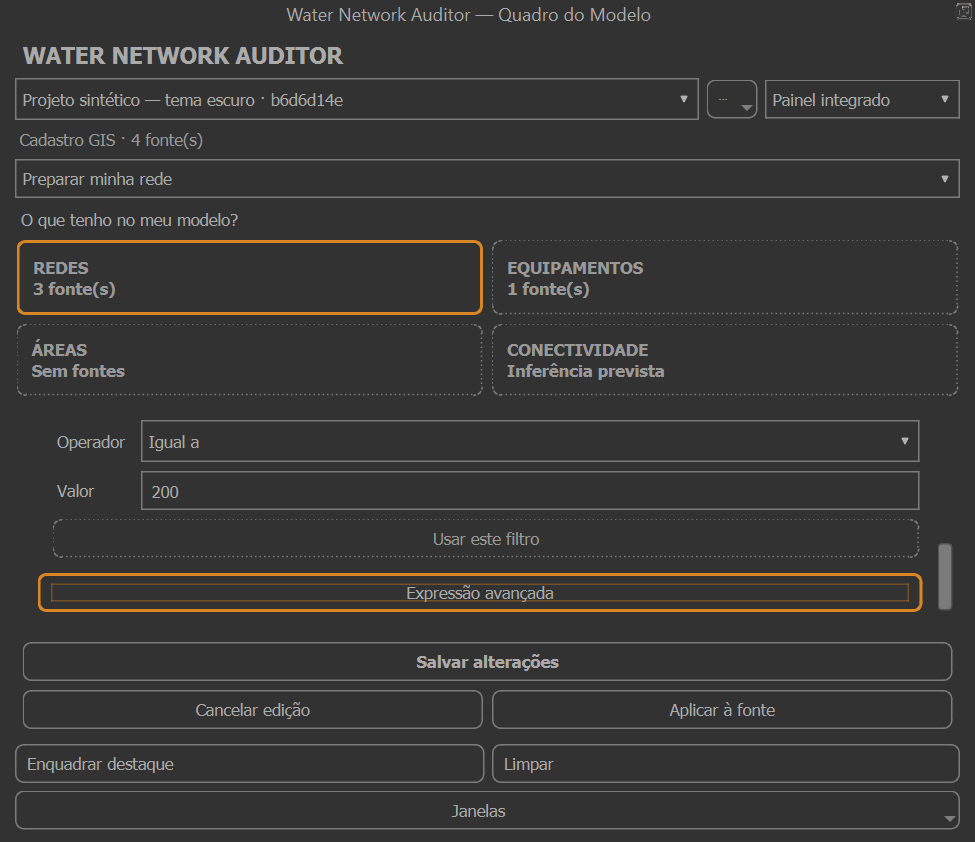 Water Network Auditor — Quadro do Modelo
WATER NETWORK AUDITOR
Projeto sintético — tema escuro · b6d6d14e
...
Painel integrado
Cadastro GIS · 4 fonte(s)
Preparar minha rede
O que tenho no meu modelo?
REDES
3 fonte(s)
EQUIPAMENTOS
1 fonte(s)
ÁREAS
Sem fontes
CONECTIVIDADE
Inferência prevista
Operador
Igual a
Valor
200
Usar este filtro
Expressão avançada
Salvar alterações
Cancelar edição
Aplicar à fonte
Enquadrar destaque
Limpar
Janelas